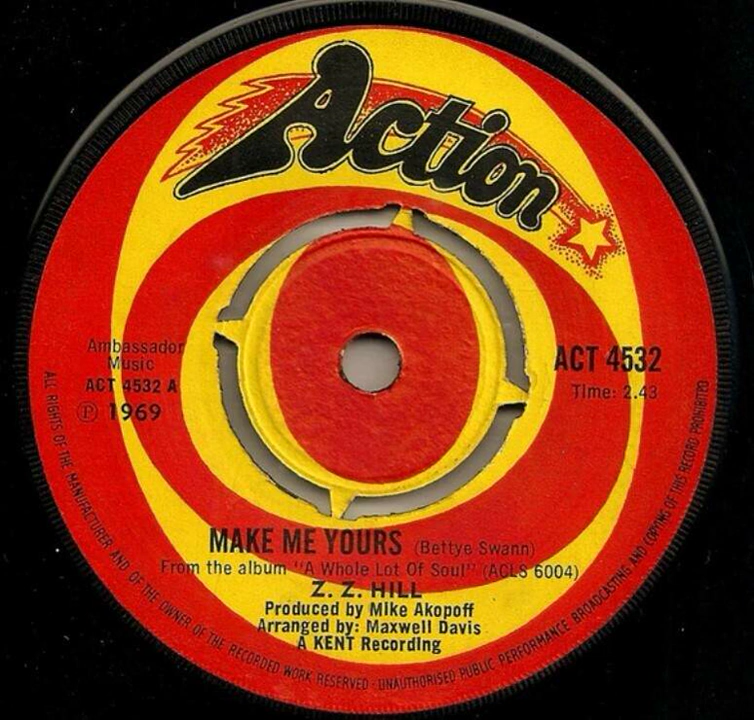 Action
Ambassador
Music
ACT 4532 A
Ⓟ 1969
ACT 4532
Time: 2.43
MAKE ME YOURS (Bettye Swann)
From the album "A Whole Lot Of Soul" (ACLS 6004)
Z. Z. HILL
Produced by Mike Akopoff
Arranged by: Maxwell Davis
A KENT Recording
ALL RIGHTS OF THE MANUFACTURER AND OF THE OWNER OF THE RECORDED WORK RESERVED · UNAUTHORISED PUBLIC PERFORMANCE BROADCASTING AND COPYING OF THIS RECORD PROHIBITED